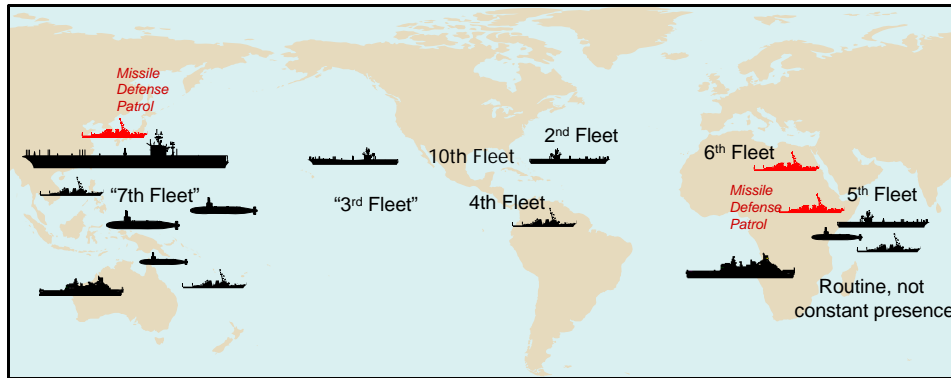 Missile
Defense
Patrol
2nd Fleet
10th Fleet
6th Fleet
"7th Fleet"
"3rd Fleet"
4th Fleet
Missile
Defense
Patrol
5th Fleet
Routine, not
constant presence